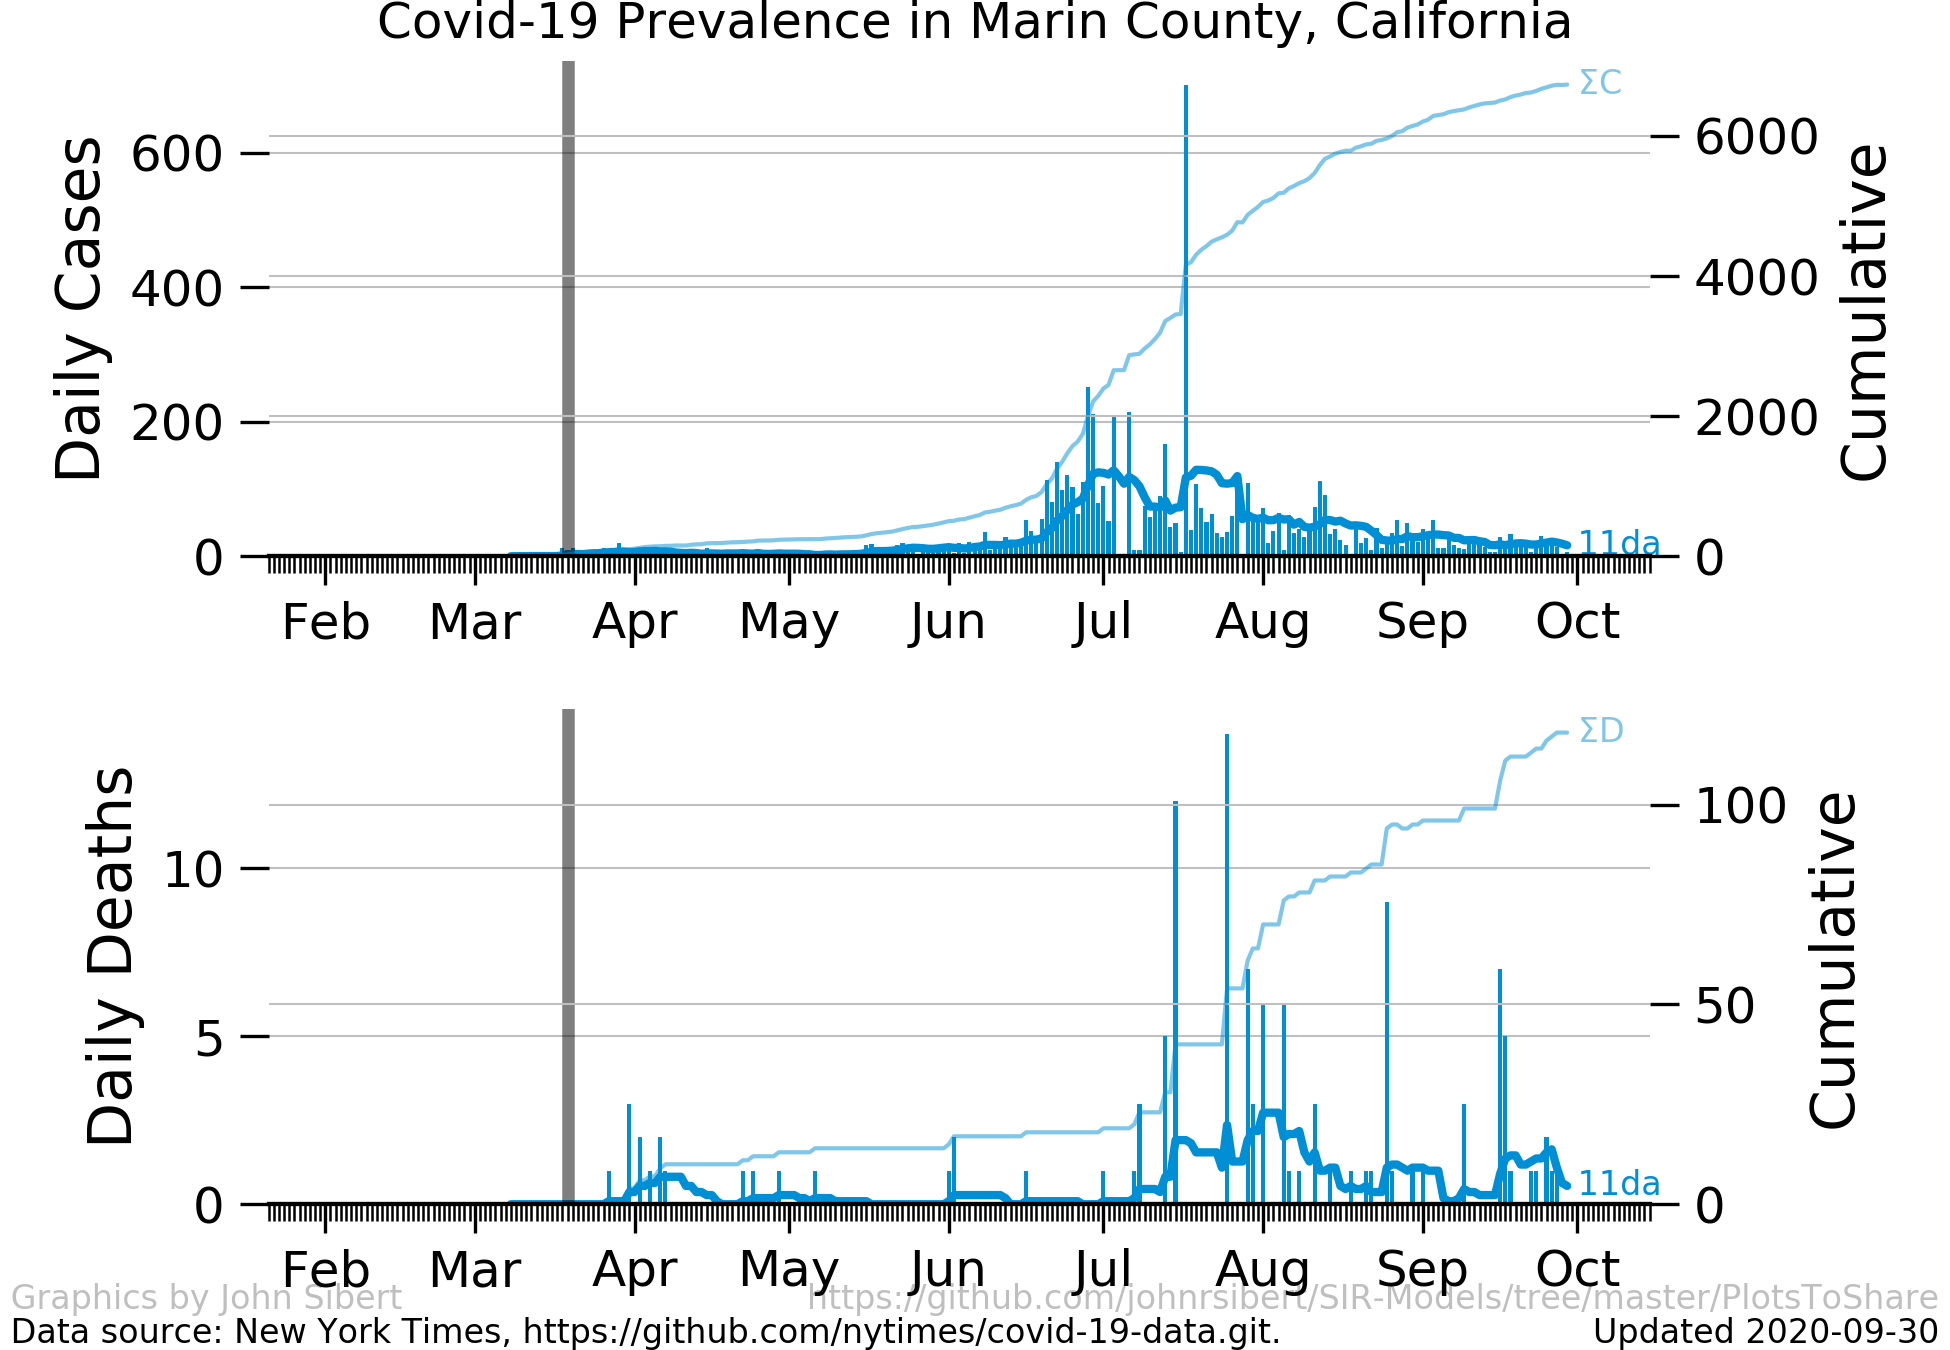 Covid-19 Prevalence in Marin County, California
Daily Cases
600
400
200
0
ΣC
11da
6000
4000
2000
0
Cumulative
Feb Mar Apr May Jun Jul Aug Sep Oct
Daily Deaths
10
5
0
ΣD
11da
100
50
0
Cumulative
Feb Mar Apr May Jun Jul Aug Sep Oct
Graphics by John Sibert https://github.com/johnrsibert/SIR-Models/tree/master/PlotsToShare
Data source: New York Times, https://github.com/nytimes/covid-19-data.git. Updated 2020-09-30